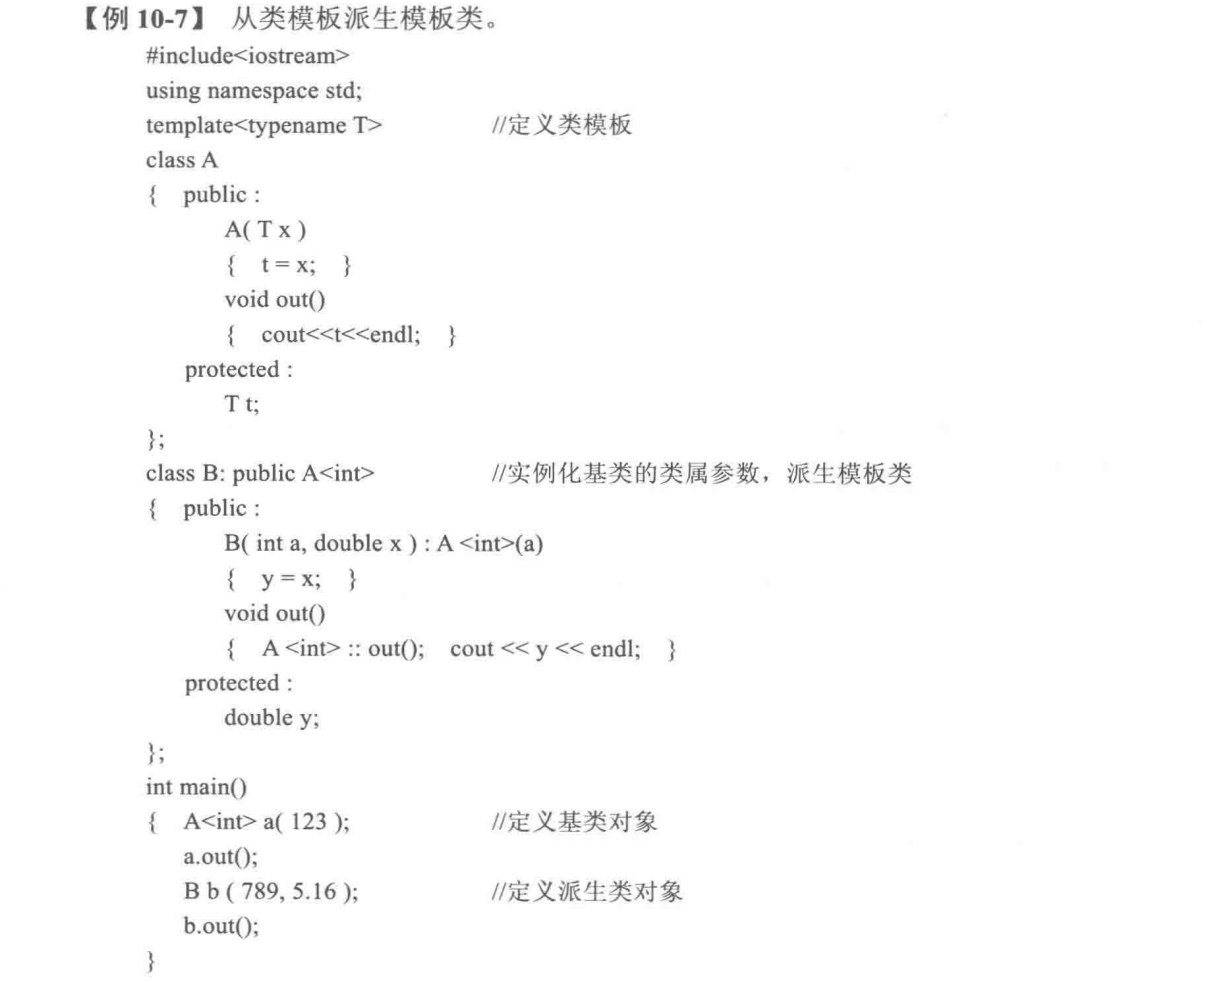 【例 10-7】 从类模板派生模板类。
#include<iostream>
using namespace std;
template<typename T> //定义类模板
class A
{ public :
A( T x )
{ t = x; }
void out()
{ cout<<t<<endl; }
protected :
T t;
};
class B: public A<int> //实例化基类的类属参数，派生模板类
{ public :
B( int a, double x ) : A <int>(a)
{ y = x; }
void out()
{ A <int> :: out(); cout << y << endl; }
protected :
double y;
};
int main()
{ A<int> a( 123 ); //定义基类对象
a.out();
B b ( 789, 5.16 ); //定义派生类对象
b.out();
}